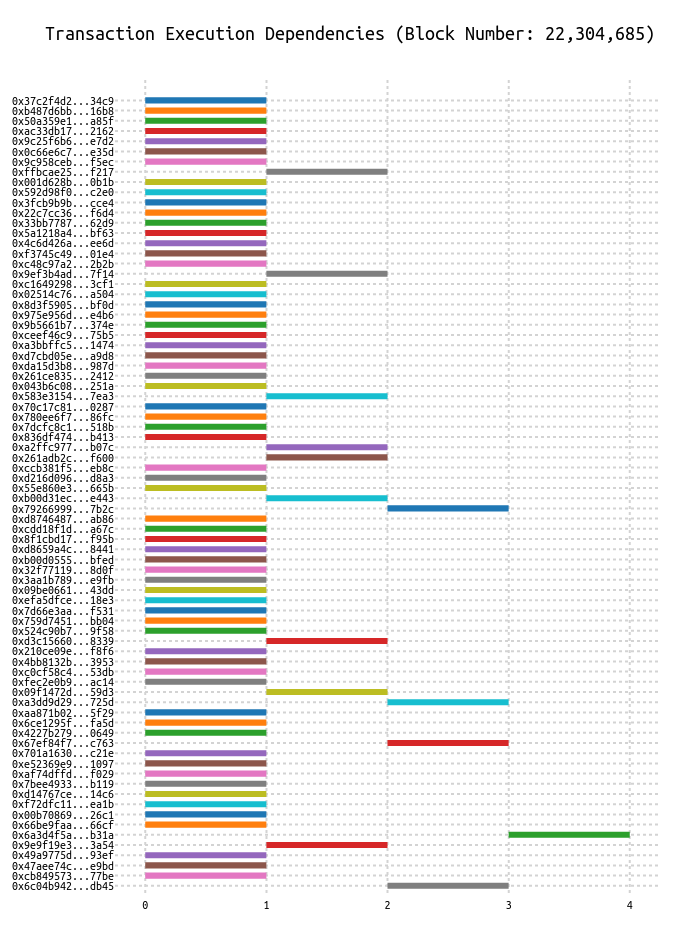 Transaction Execution Dependencies (Block Number: 22,304,685)
0x37c2f4d2...34c9
0xb487d6bb...16b8
0x50a359e1...a85f
0xac33db17...2162
0x9c25f6b6...e7d2
0x0c66e6c7...e35d
0x9c958ceb...f5ec
0xffbcae25...f217
0x001d628b...0b1b
0x592d98f0...c2e0
0x3fcb9b9b...cce4
0x22c7cc36...f6d4
0x33bb7787...62d9
0x5a1218a4...bf63
0x4c6d426a...ee6d
0xf3745c49...01e4
0xc48c97a2...2b2b
0x9ef3b4ad...7f14
0xc1649298...3cf1
0x02514c76...a504
0x8d3f5905...bf0d
0x975e956d...e4b6
0x9b5661b7...374e
0xceef46c9...75b5
0xa3bbffc5...1474
0xd7cbd05e...a9d8
0xda15d3b8...987d
0x261ce835...2412
0x043b6c08...251a
0x583e3154...7ea3
0x70c17c81...0287
0x780ee6f7...86fc
0x7dcfc8c1...518b
0x836df474...b413
0xa2ffc977...b07c
0x261adb2c...f600
0xccb381f5...eb8c
0xd216d096...d8a3
0x55e860e3...665b
0xb00d31ec...e443
0x79266999...7b2c
0xd8746487...ab86
0xcdd18f1d...a67c
0x8f1cbd17...f95b
0xd8659a4c...8441
0xb00d0555...bfed
0x32f77119...8d0f
0x3aa1b789...e9fb
0x09be0661...43dd
0xefa5dfce...18e3
0x7d66e3aa...f531
0x759d7451...bb04
0x524c90b7...9f58
0xd3c15660...8339
0x210ce09e...f8f6
0x4bb8132b...3953
0xc0cf58c4...53db
0xfec2e0b9...ac14
0x09f1472d...59d3
0xa3dd9d29...725d
0xaa871b02...5f29
0x6ce1295f...fa5d
0x4227b279...0649
0x67ef84f7...c763
0x701a1630...c21e
0xe52369e9...1097
0xaf74dffd...f029
0x7bee4933...b119
0xd14767ce...14c6
0xf72dfc11...ea1b
0x00b70869...26c1
0x66be9faa...66cf
0x6a3d4f5a...b31a
0x9e9f19e3...3a54
0x49a9775d...93ef
0x47aee74c...e9bd
0xcb849573...77be
0x6c04b942...db45
0 1 2 3 4